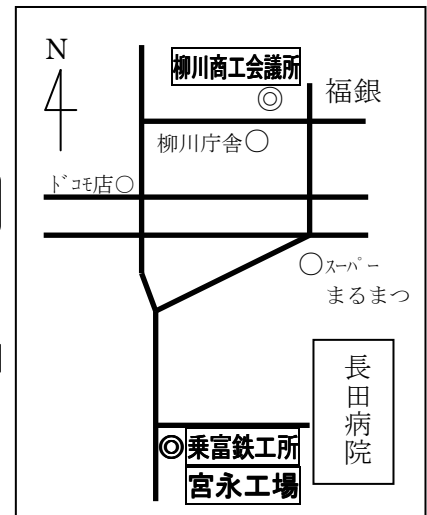 N
柳川商工会議所
◎
福銀
柳川庁舎○
ﾄﾞｺﾓ店○
○ｽｰﾊﾟｰ
まるまつ
長田病院
◎乗富鉄工所
宮永工場